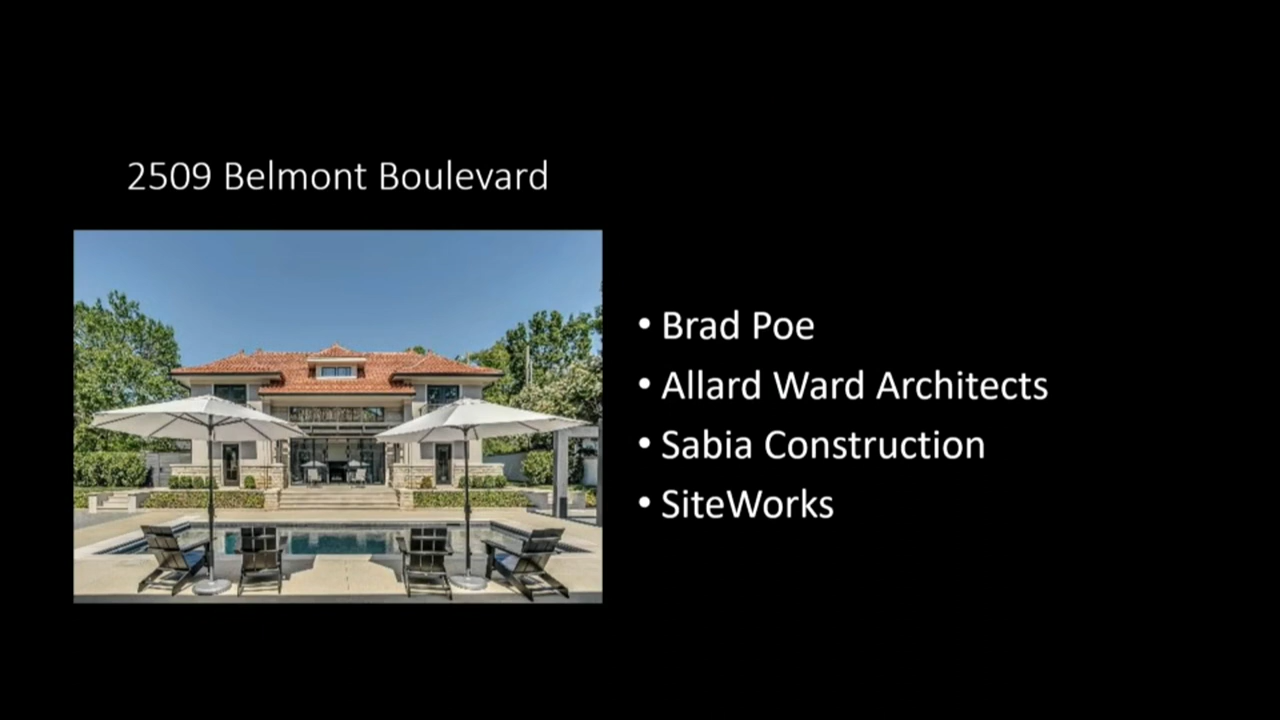 2509 Belmont Boulevard
• Brad Poe
• Allard Ward Architects
• Sabia Construction
• SiteWorks